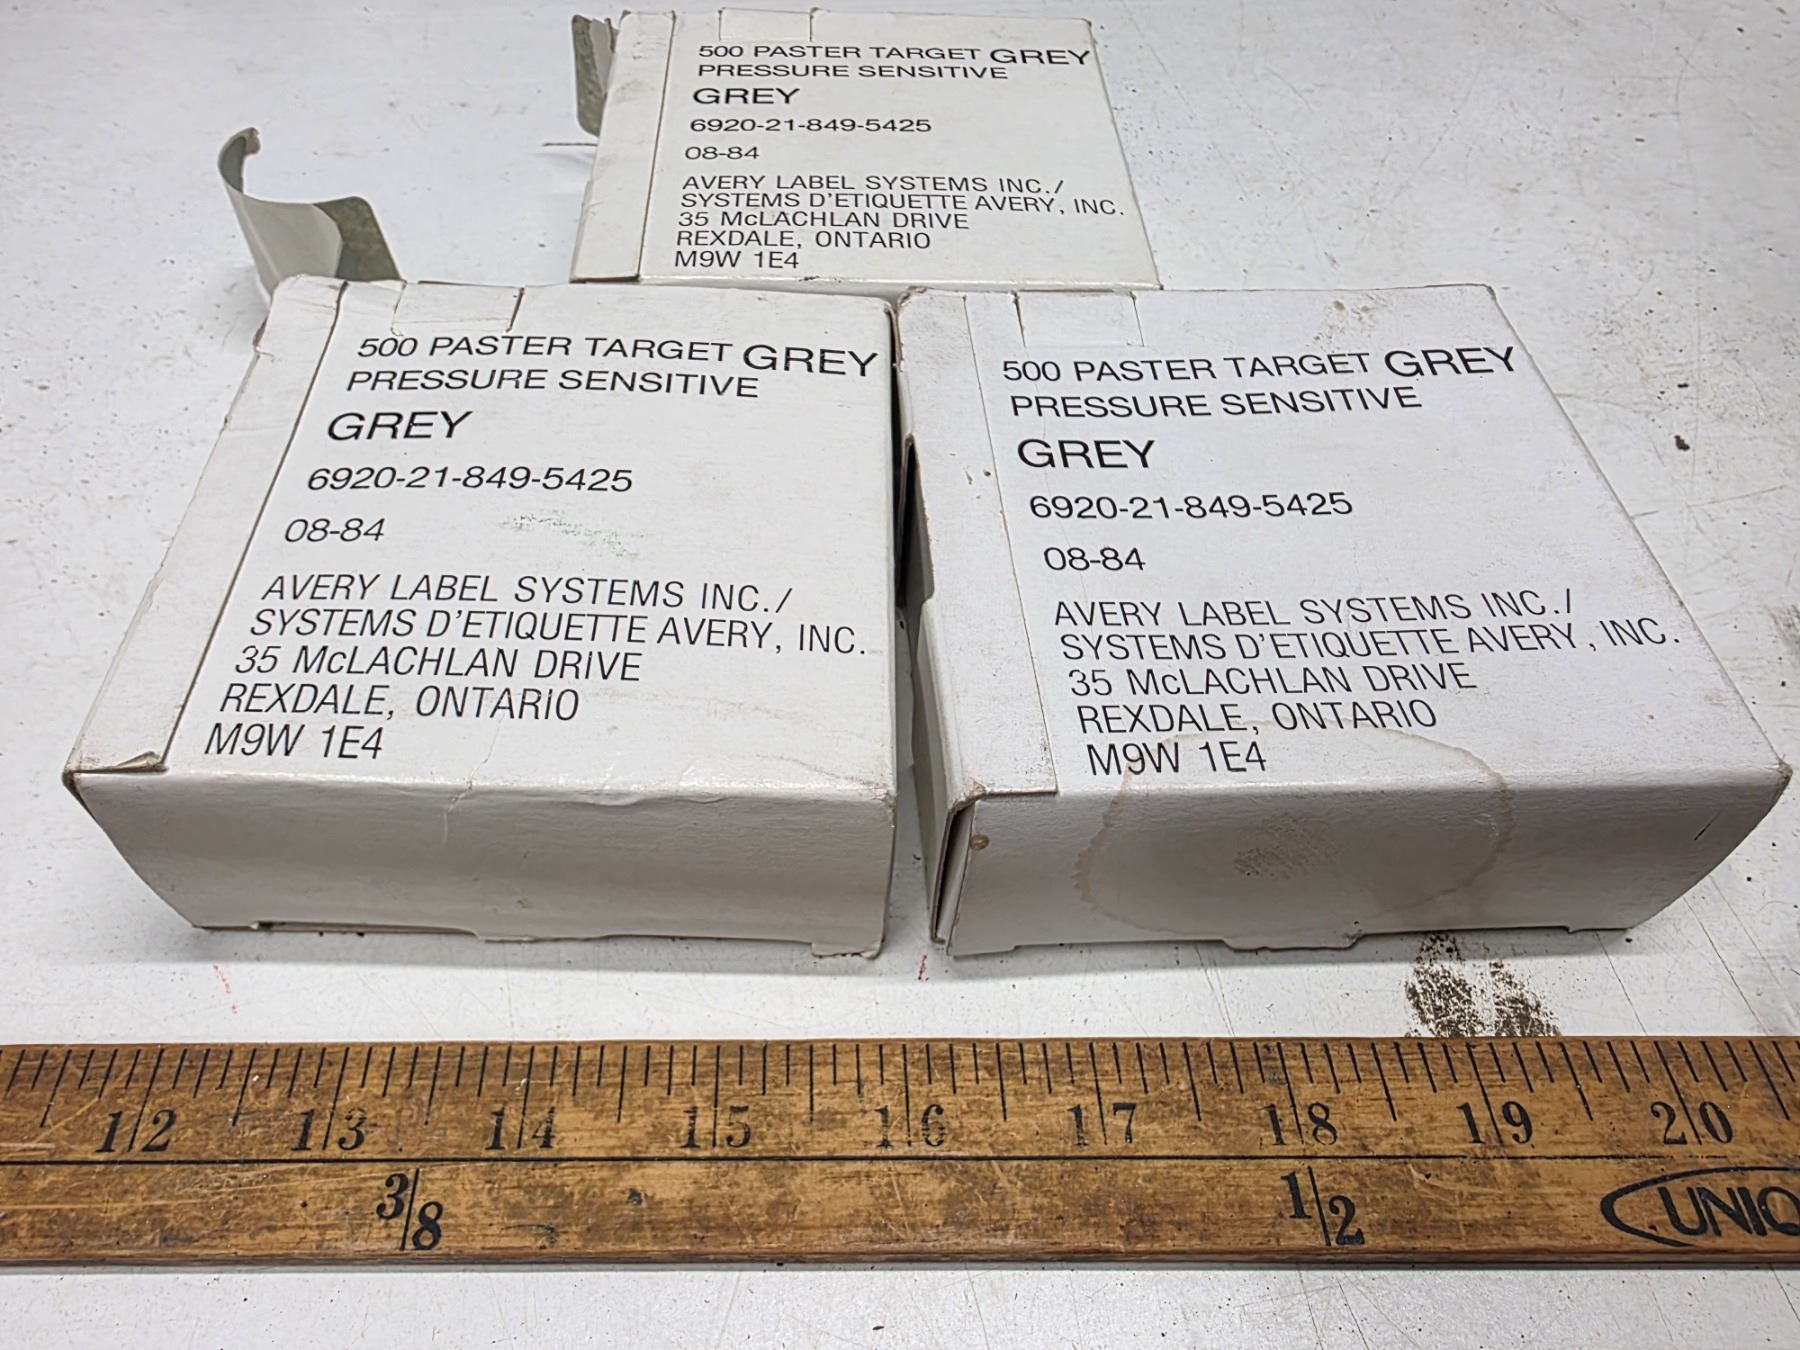 500 PASTER TARGET GREY
PRESSURE SENSITIVE
GREY
6920-21-849-5425
08-84
AVERY LABEL SYSTEMS INC./
SYSTEMS D'ETIQUETTE AVERY, INC.
35 McLACHLAN DRIVE
REXDALE, ONTARIO
M9W 1E4
500 PASTER TARGET GREY
PRESSURE SENSITIVE
GREY
6920-21-849-5425
08-84
AVERY LABEL SYSTEMS INC./
SYSTEMS D'ETIQUETTE AVERY, INC.
35 McLACHLAN DRIVE
REXDALE, ONTARIO
M9W 1E4
500 PASTER TARGET GREY
PRESSURE SENSITIVE
GREY
6920-21-849-5425
08-84
AVERY LABEL SYSTEMS INC./
SYSTEMS D'ETIQUETTE AVERY, INC.
35 McLACHLAN DRIVE
REXDALE, ONTARIO
M9W 1E4
12 13 14 15 16 17 18 19 20
3/8 1/2 UNIQ